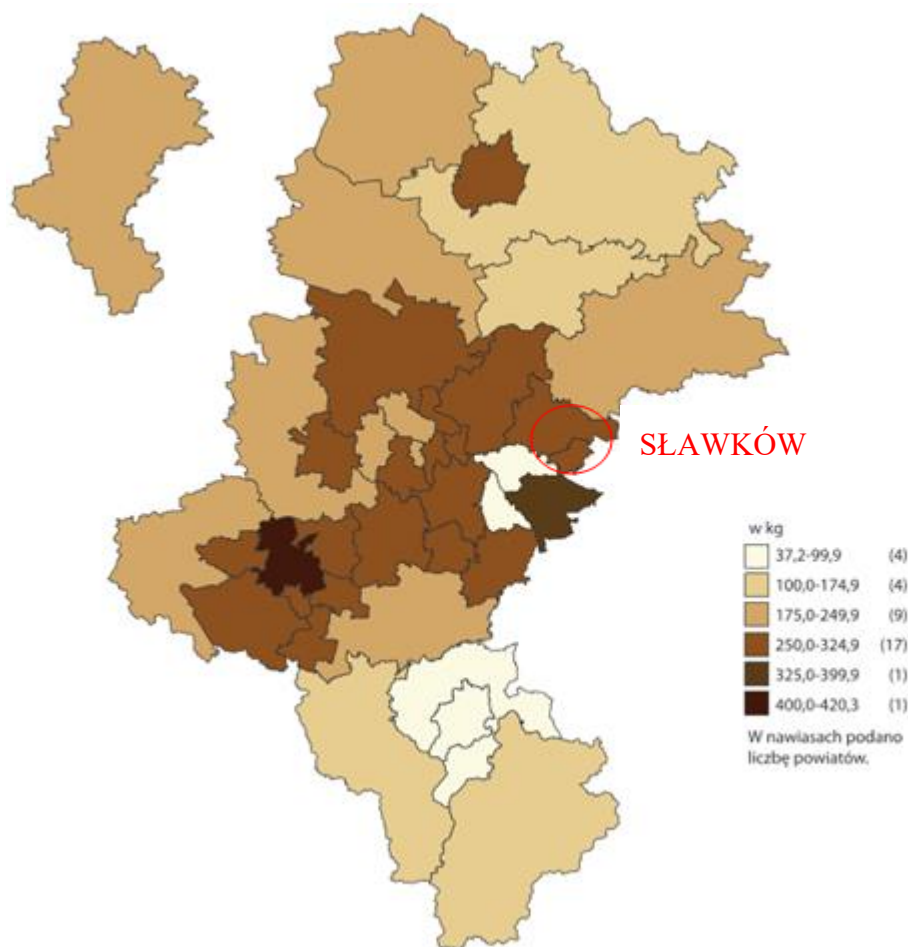 SŁAWKÓW
w kg
37,2-99,9 (4)
100,0-174,9 (4)
175,0-249,9 (9)
250,0-324,9 (17)
325,0-399,9 (1)
400,0-420,3 (1)
W nawiasach podano
liczbę powiatów.